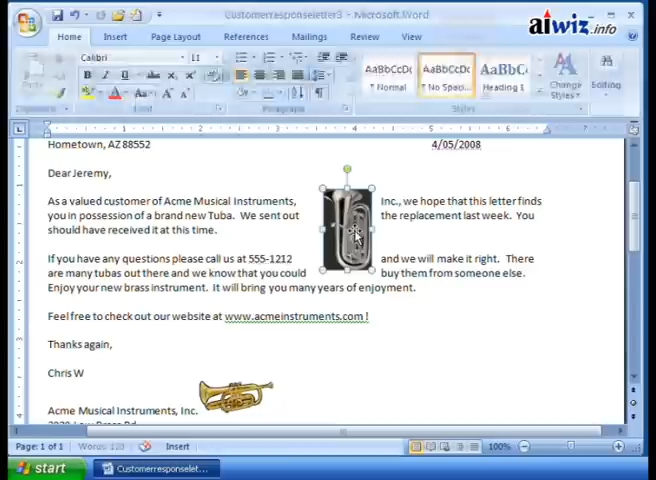 Customerresponseletter3 - Microsoft Word
aiwiz.info
Home Insert Page Layout References Mailings Review View
Calibri 11
AaBbCcDc AaBbCcDc AaBbC
Normal No Spaci... Heading 1 Change Styles Editing
Clipboard Font Paragraph Styles
Hometown, AZ 88552 4/05/2008
Dear Jeremy,
As a valued customer of Acme Musical Instruments, Inc., we hope that this letter finds
you in possession of a brand new Tuba. We sent out the replacement last week. You
should have received it at this time.
If you have any questions please call us at 555-1212 and we will make it right. There
are many tubas out there and we know that you could buy them from someone else.
Enjoy your new brass instrument. It will bring you many years of enjoyment.
Feel free to check out our website at www.acmeinstruments.com !
Thanks again,
Chris W
Acme Musical Instruments, Inc.
Page: 1 of 1 Words: Insert 100%
start Customerresponselet...